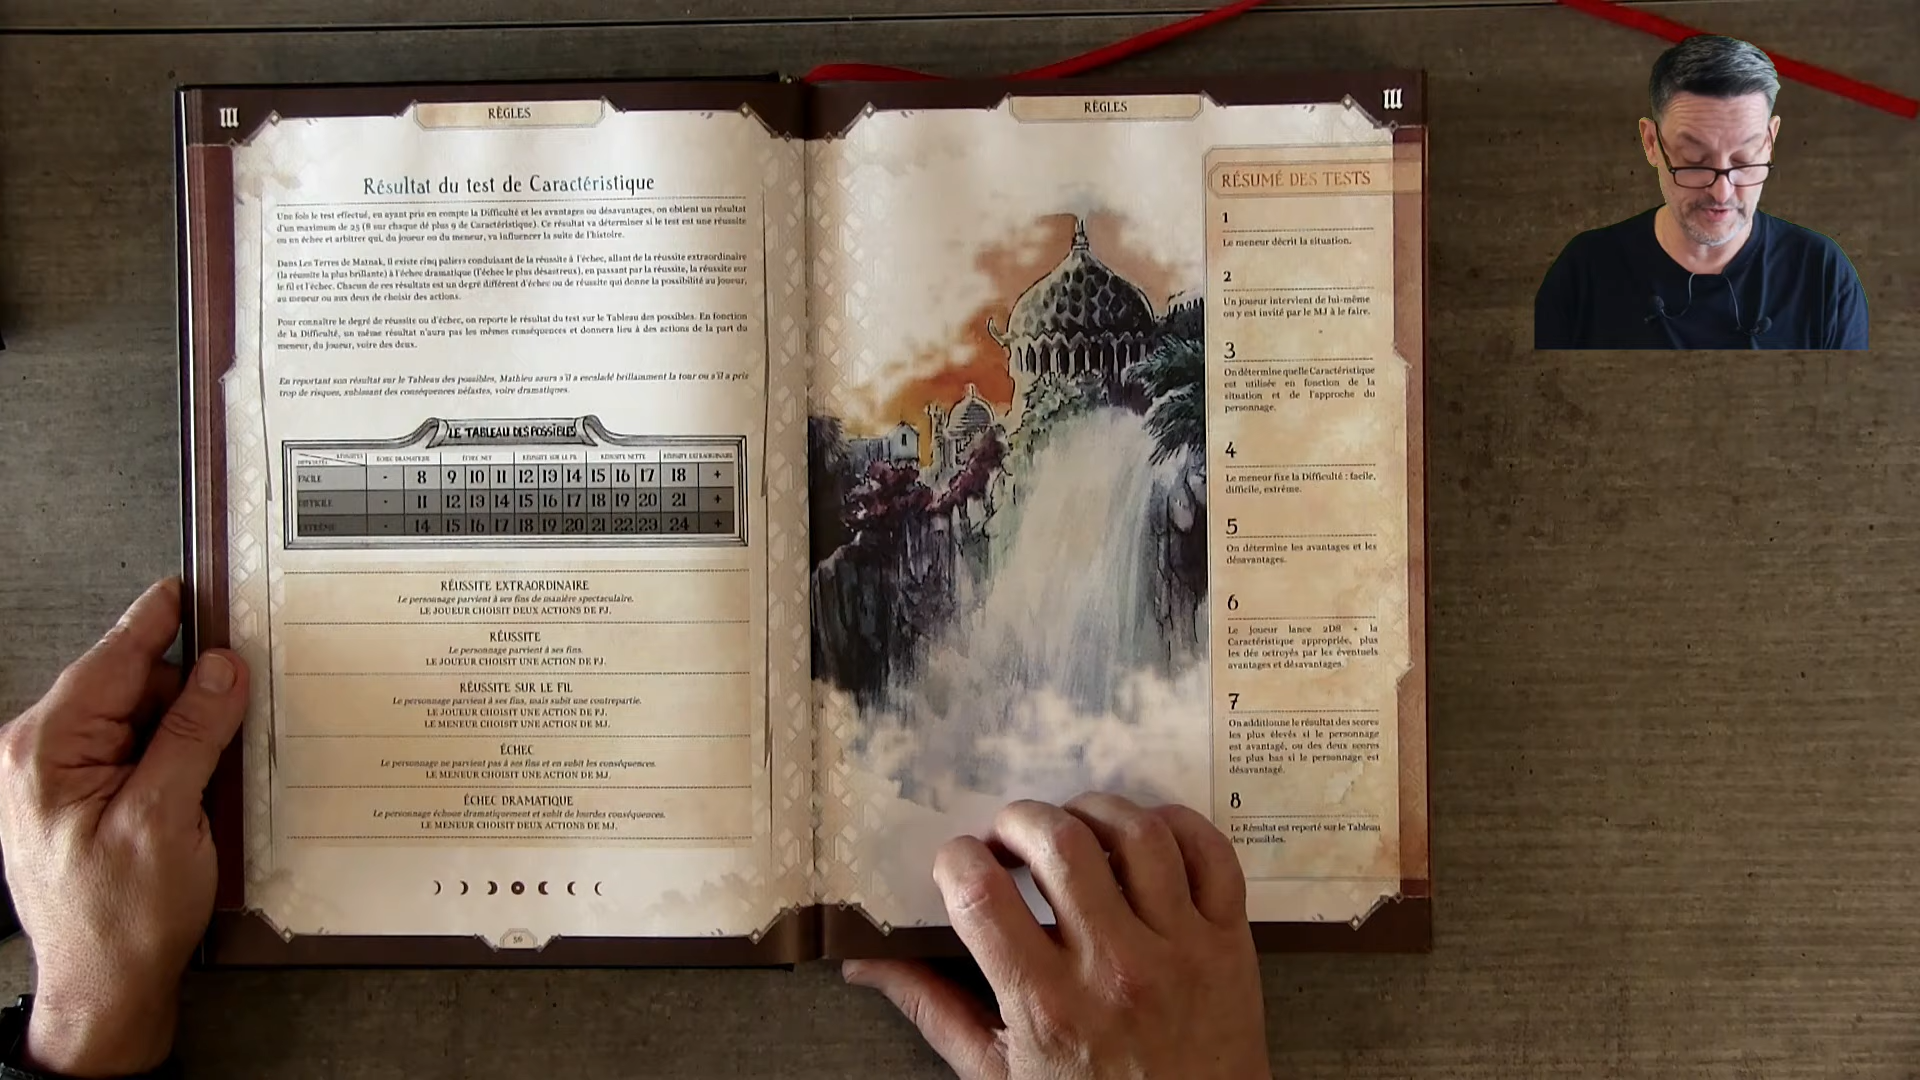 III
RÈGLES
Résultat du test de Caractéristique
Une fois le test effectué, en ayant pris en compte la Difficulté et les avantages ou désavantages, on obtient un résultat
d'un maximum de 25 (8 sur chaque dé plus 9 de Caractéristique). Ce résultat va déterminer si le test est une réussite
ou un échec et arbitrer qui, du joueur ou du meneur, va influencer la suite de l'histoire.
Dans Les Terres de Matnak, il existe cinq paliers conduisant de la réussite à l'échec, allant de la réussite extraordinaire
(la réussite la plus brillante) à l'échec dramatique (l'échec le plus désastreux), en passant par la réussite, la réussite sur
le fil et l'échec. Chacun de ces résultats est un degré différent d'échec ou de réussite qui donne la possibilité au joueur,
au meneur ou aux deux de choisir des actions.
Pour connaître le degré de réussite ou d'échec, on reporte le résultat du test sur le Tableau des possibles. En fonction
de la Difficulté, un même résultat n'aura pas les mêmes conséquences et donnera lieu à des actions de la part du
meneur, du joueur, voire des deux.
En reportant son résultat sur le Tableau des possibles, Mathieu saura s'il a escaladé brillamment la tour ou s'il a pris
trop de risques, subissant des conséquences néfastes, voire dramatiques.
LE TABLEAU DES POSSIBLES
ÉCHEC DRAMATIQUE ÉCHEC NET RÉUSSITE SUR LE FIL RÉUSSITE NETTE RÉUSSITE EXTRAORDINAIRE
FACILE - 8 9 10 11 12 13 14 15 16 17 18 +
DIFFICILE - 11 12 13 14 15 16 17 18 19 20 21 +
EXTRÊME - 14 15 16 17 18 19 20 21 22 23 24 +
RÉUSSITE EXTRAORDINAIRE
Le personnage parvient à ses fins de manière spectaculaire.
LE JOUEUR CHOISIT DEUX ACTIONS DE PJ.
RÉUSSITE
Le personnage parvient à ses fins.
LE JOUEUR CHOISIT UNE ACTION DE PJ.
RÉUSSITE SUR LE FIL
Le personnage parvient à ses fins, mais subit une contrepartie.
LE JOUEUR CHOISIT UNE ACTION DE PJ.
LE MENEUR CHOISIT UNE ACTION DE MJ.
ÉCHEC
Le personnage ne parvient pas à ses fins et en subit les conséquences.
LE MENEUR CHOISIT UNE ACTION DE MJ.
ÉCHEC DRAMATIQUE
Le personnage échoue dramatiquement et subit de lourdes conséquences.
LE MENEUR CHOISIT DEUX ACTIONS DE MJ.
56
RÈGLES
III
RÉSUMÉ DES TESTS
1
Le meneur décrit la situation.
2
Un joueur intervient de lui-même
ou y est invité par le MJ à le faire.
3
On détermine quelle Caractéristique
est utilisée en fonction de la
situation et de l'approche du
personnage.
4
Le meneur fixe la Difficulté : facile,
difficile, extrême.
5
On détermine les avantages et les
désavantages.
6
Le joueur lance 2D8 + la
Caractéristique appropriée, plus
les dés octroyés par les éventuels
avantages et désavantages.
7
On additionne le résultat des scores
les plus élevés si le personnage
est avantagé, ou des deux scores
les plus bas si le personnage est
désavantagé.
8
Le Résultat est reporté sur le Tableau
des possibles.